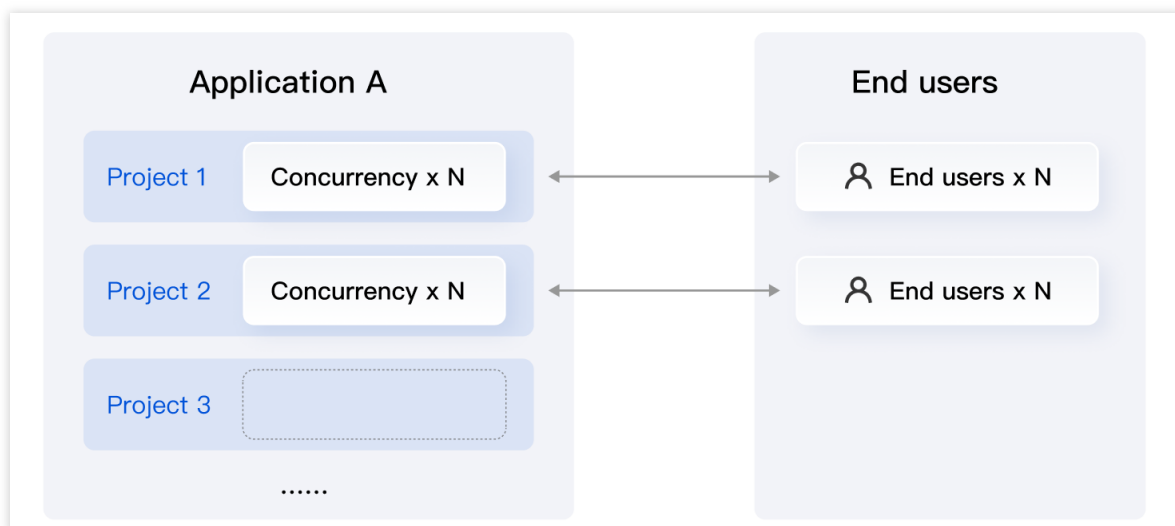 Application A
End users
Project 1
Concurrency x N
End users x N
Project 2
Concurrency x N
End users x N
Project 3
......